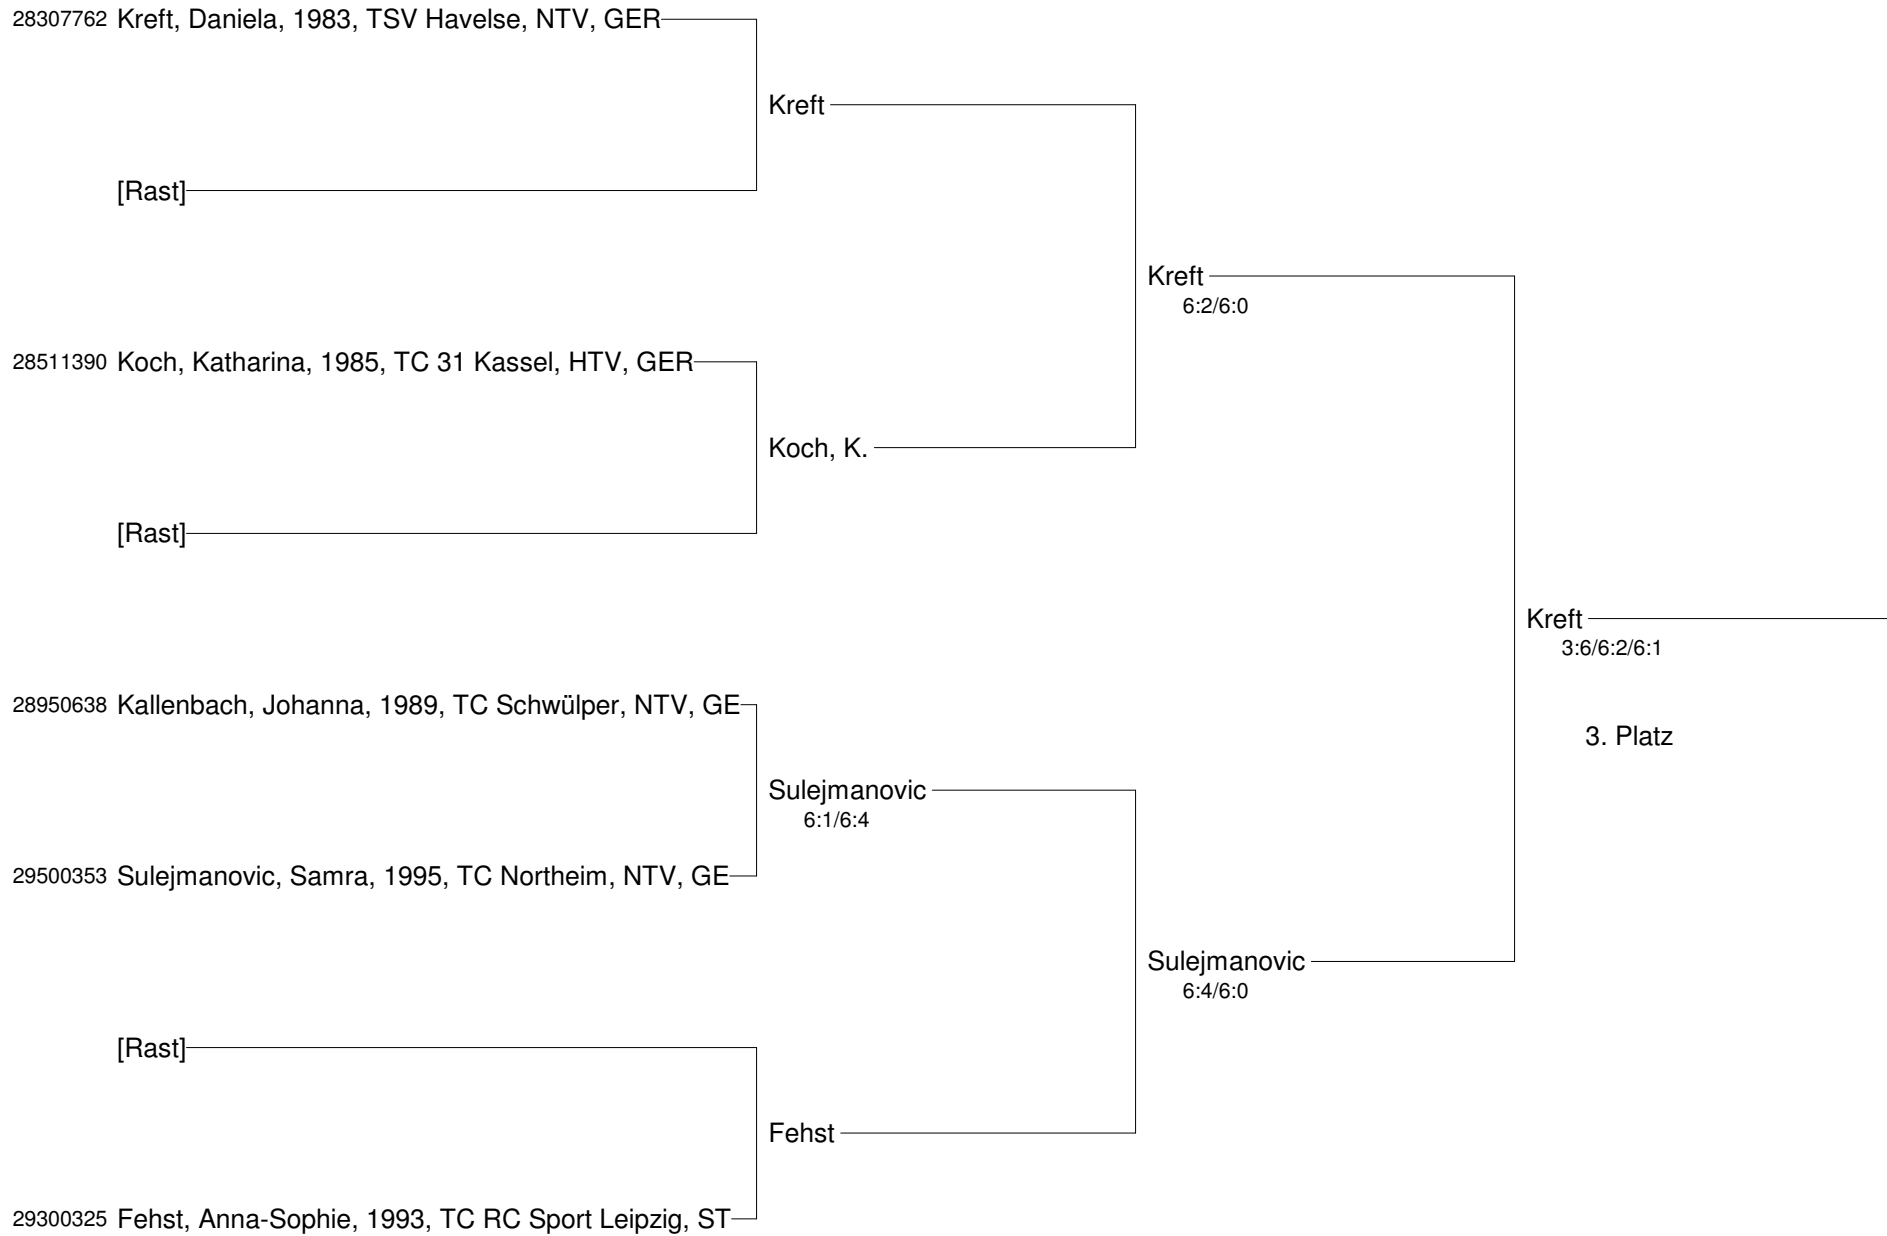 28307762 Kreft, Daniela, 1983, TSV Havelse, NTV, GER
Kreft
[Rast]
Kreft
6:2/6:0
28511390 Koch, Katharina, 1985, TC 31 Kassel, HTV, GER
Koch, K.
[Rast]
Kreft
3:6/6:2/6:1
28950638 Kallenbach, Johanna, 1989, TC Schwülper, NTV, GE
3. Platz
Sulejmanovic
6:1/6:4
29500353 Sulejmanovic, Samra, 1995, TC Northeim, NTV, GE
Sulejmanovic
6:4/6:0
[Rast]
Fehst
29300325 Fehst, Anna-Sophie, 1993, TC RC Sport Leipzig, ST